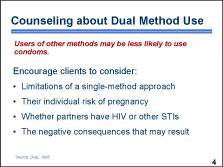 Counseling about Dual Method Use
Users of other methods may be less likely to use
condoms.
Encourage clients to consider:
• Limitations of a single-method approach
• Their individual risk of pregnancy
• Whether partners have HIV or other STIs
• The negative consequences that may result
Source:
4